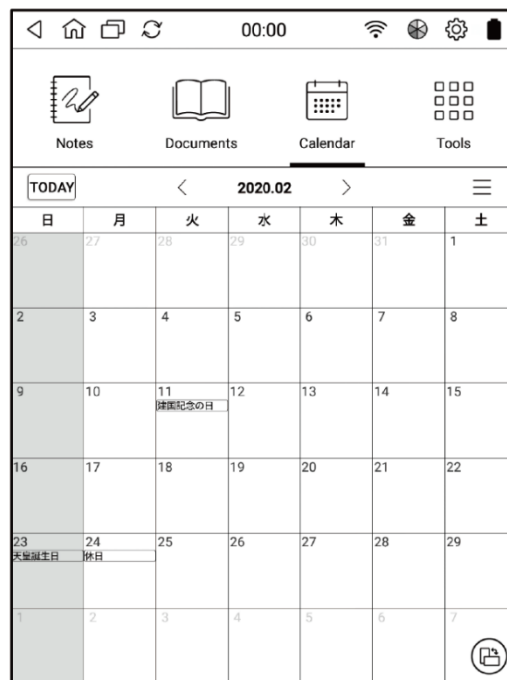 00:00
Notes Documents Calendar Tools
TODAY 2020.02
日 月 火 水 木 金 土
26 27 28 29 30 31 1
2 3 4 5 6 7 8
9 10 11 12 13 14 15
建国記念の日
16 17 18 19 20 21 22
23 24 25 26 27 28 29
天皇誕生日 休日
1 2 3 4 5 6 7